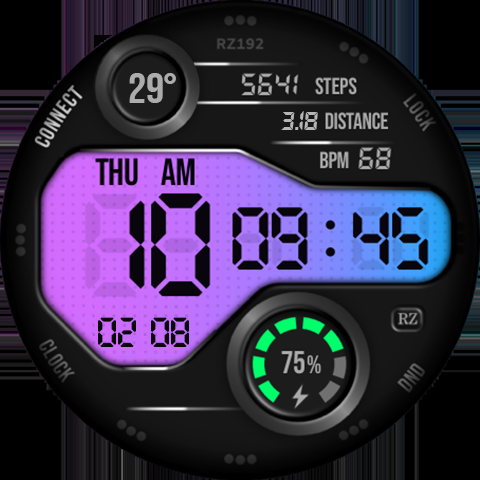 RZ192
29°
5641 STEPS
3.18 DISTANCE
BPM 68
CONNECT
LOCK
THU AM
10 09:45
02 08
75%
RZ
CLOCK
DND